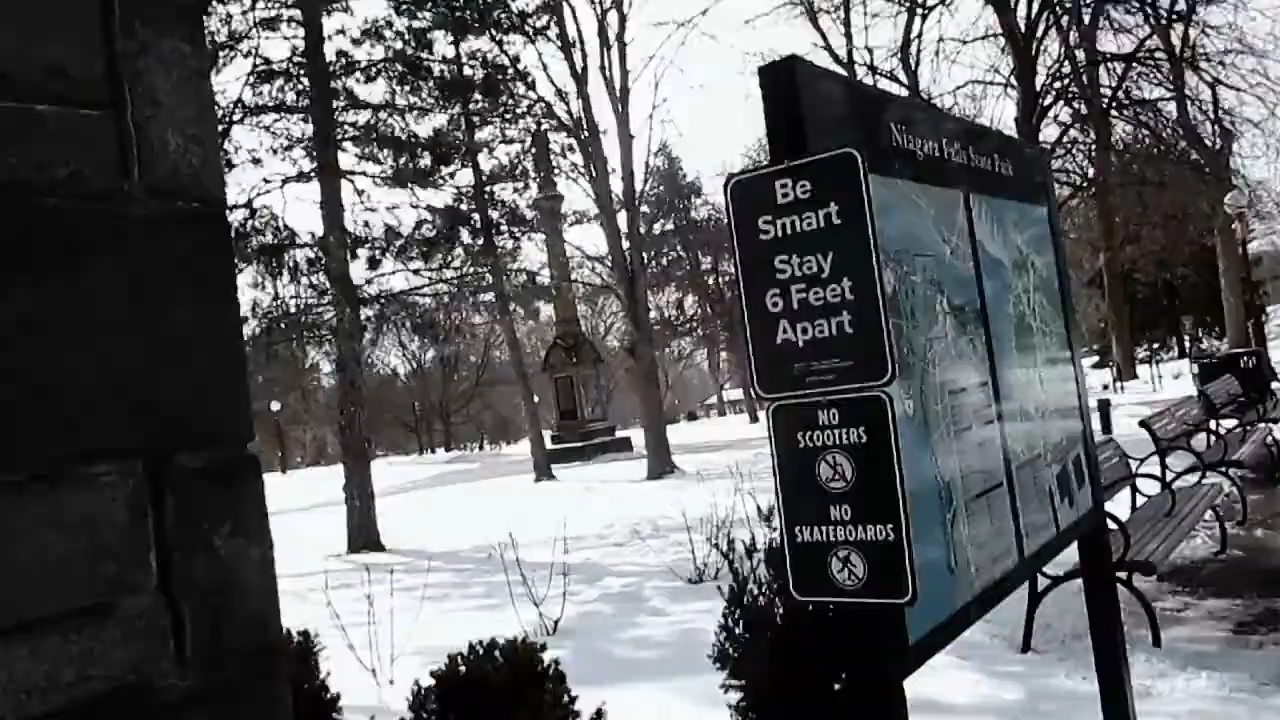 Niagara Falls State Park
Be
Smart
Stay
6 Feet
Apart
NO
SCOOTERS
NO
SKATEBOARDS